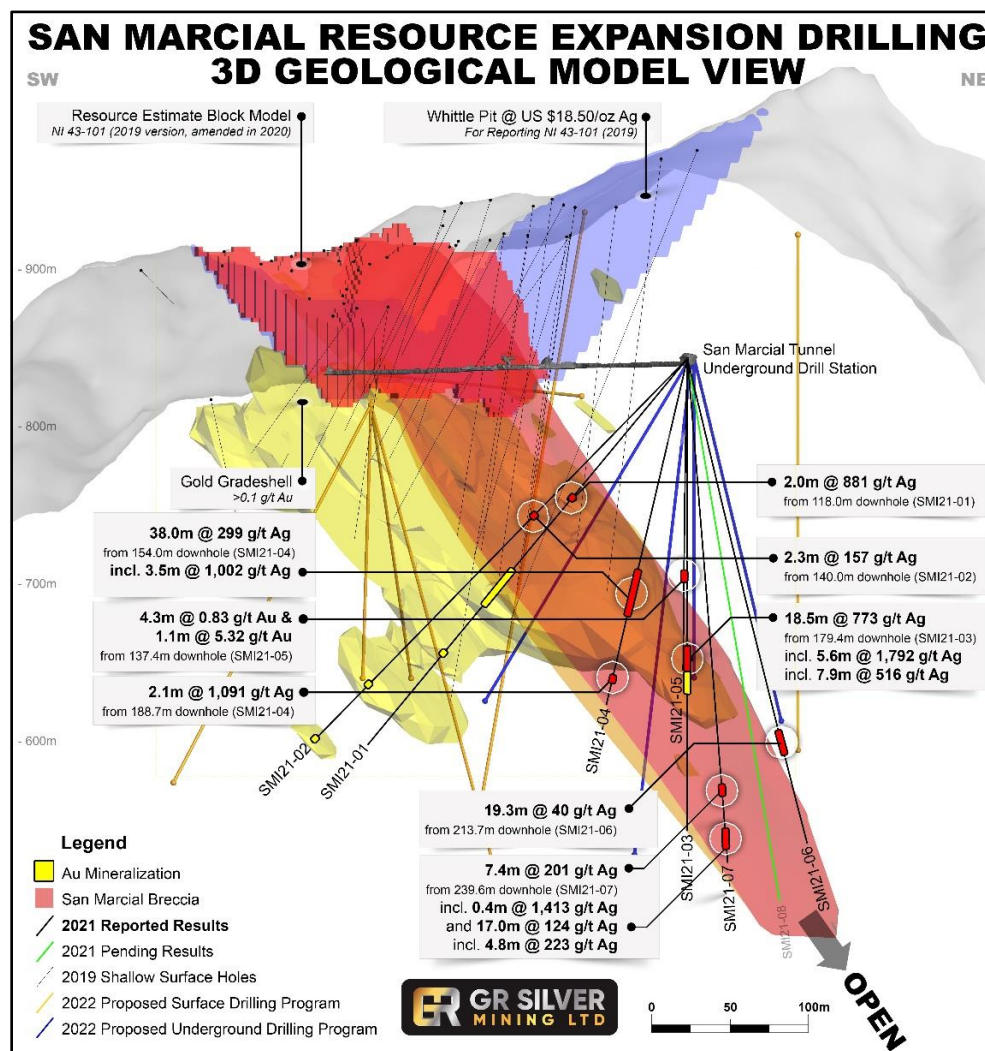 SAN MARCIAL RESOURCE EXPANSION DRILLING
3D GEOLOGICAL MODEL VIEW
SW
NE
Resource Estimate Block Model
NI 43-101 (2019 version, amended in 2020)
Whittle Pit @ US $18.50/oz Ag
For Reporting NI 43-101 (2019)
- 900m
San Marcial Tunnel
Underground Drill Station
- 800m
Gold Gradeshell
>0.1 g/t Au
2.0m @ 881 g/t Ag
from 118.0m downhole (SMI21-01)
38.0m @ 299 g/t Ag
from 154.0m downhole (SMI21-04)
incl. 3.5m @ 1,002 g/t Ag
2.3m @ 157 g/t Ag
from 140.0m downhole (SMI21-02)
- 700m
4.3m @ 0.83 g/t Au &
1.1m @ 5.32 g/t Au
from 137.4m downhole (SMI21-05)
18.5m @ 773 g/t Ag
from 179.4m downhole (SMI21-03)
incl. 5.6m @ 1,792 g/t Ag
incl. 7.9m @ 516 g/t Ag
2.1m @ 1,091 g/t Ag
from 188.7m downhole (SMI21-04)
- 600m
SMI21-02
SMI21-01
SMI21-04
SMI21-05
SMI21-03
SMI21-07
SMI21-08
SMI21-06
19.3m @ 40 g/t Ag
from 213.7m downhole (SMI21-06)
7.4m @ 201 g/t Ag
from 239.6m downhole (SMI21-07)
incl. 0.4m @ 1,413 g/t Ag
and 17.0m @ 124 g/t Ag
incl. 4.8m @ 223 g/t Ag
OPEN
Legend
Au Mineralization
San Marcial Breccia
2021 Reported Results
2021 Pending Results
2019 Shallow Surface Holes
2022 Proposed Surface Drilling Program
2022 Proposed Underground Drilling Program
GR GR SILVER
MINING LTD
0 50 100m